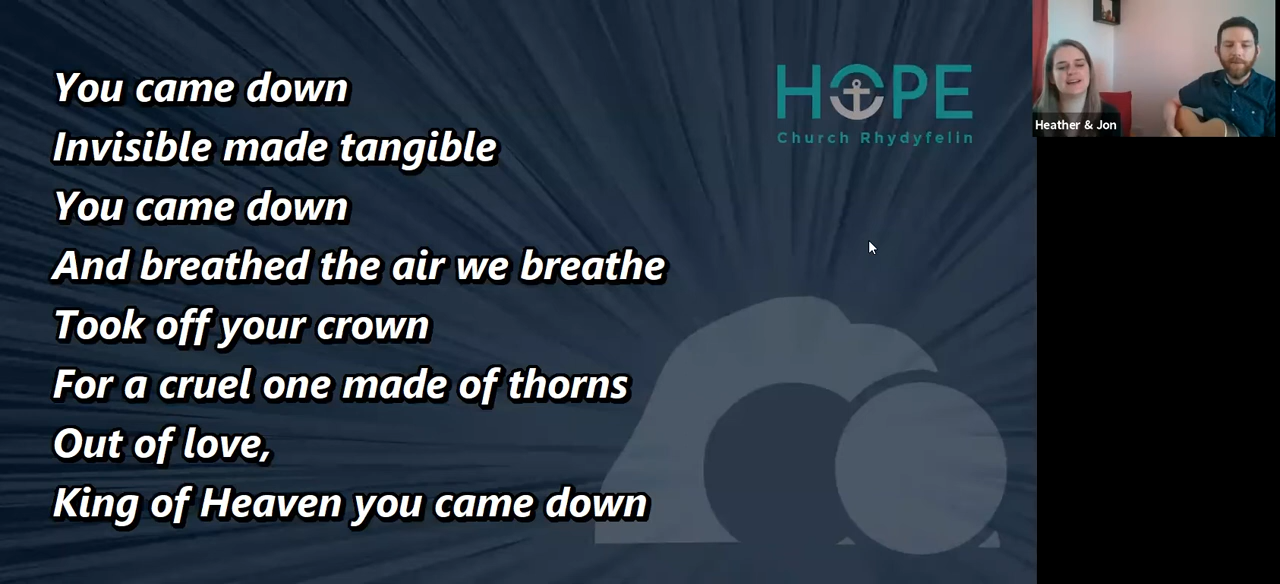 You came down
Invisible made tangible
You came down
And breathed the air we breathe
Took off your crown
For a cruel one made of thorns
Out of love,
King of Heaven you came down
HOPE
Church Rhydyfelin
Heather & Jon